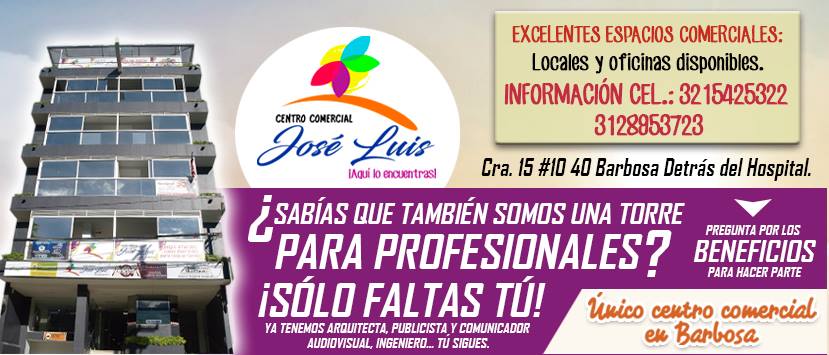 CENTRO COMERCIAL
José Luis
¡Aquí lo encuentras!
EXCELENTES ESPACIOS COMERCIALES:
Locales y oficinas disponibles.
INFORMACIÓN CEL.: 3215425322
3128953723
Cra. 15 #10 40 Barbosa Detrás del Hospital.
¿SABÍAS QUE TAMBIÉN SOMOS UNA TORRE
PARA PROFESIONALES?
¡SÓLO FALTAS TÚ!
YA TENEMOS ARQUITECTA, PUBLICISTA Y COMUNICADOR
AUDIOVISUAL, INGENIERO... TÚ SIGUES.
PREGUNTA POR LOS
BENEFICIOS
PARA HACER PARTE
Único centro comercial
en Barbosa